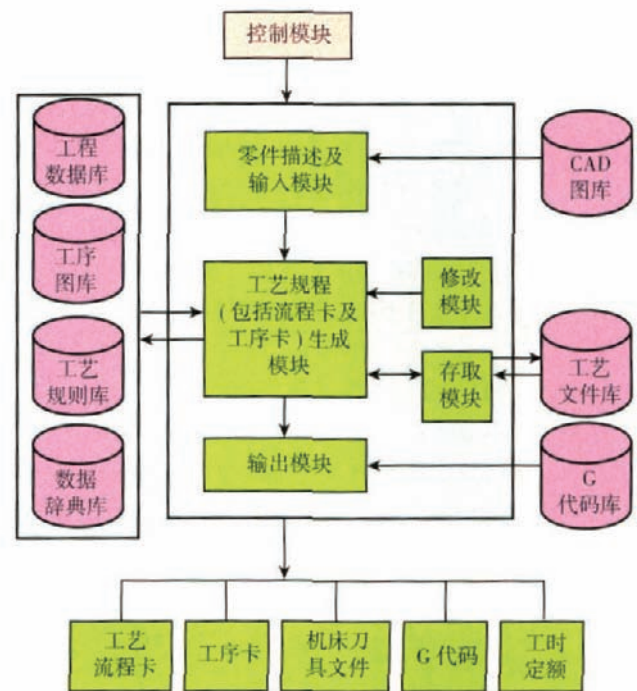 控制模块
工程
数据库
工序
图库
工艺
规则库
数据
辞典库
零件描述及
输入模块
工艺规程
(包括流程卡及
工序卡)生成
模块
修改
模块
存取
模块
输出模块
CAD
图库
工艺
文件库
G
代码库
工艺
流程卡
工序卡
机床刀
具文件
G 代码
工时
定额